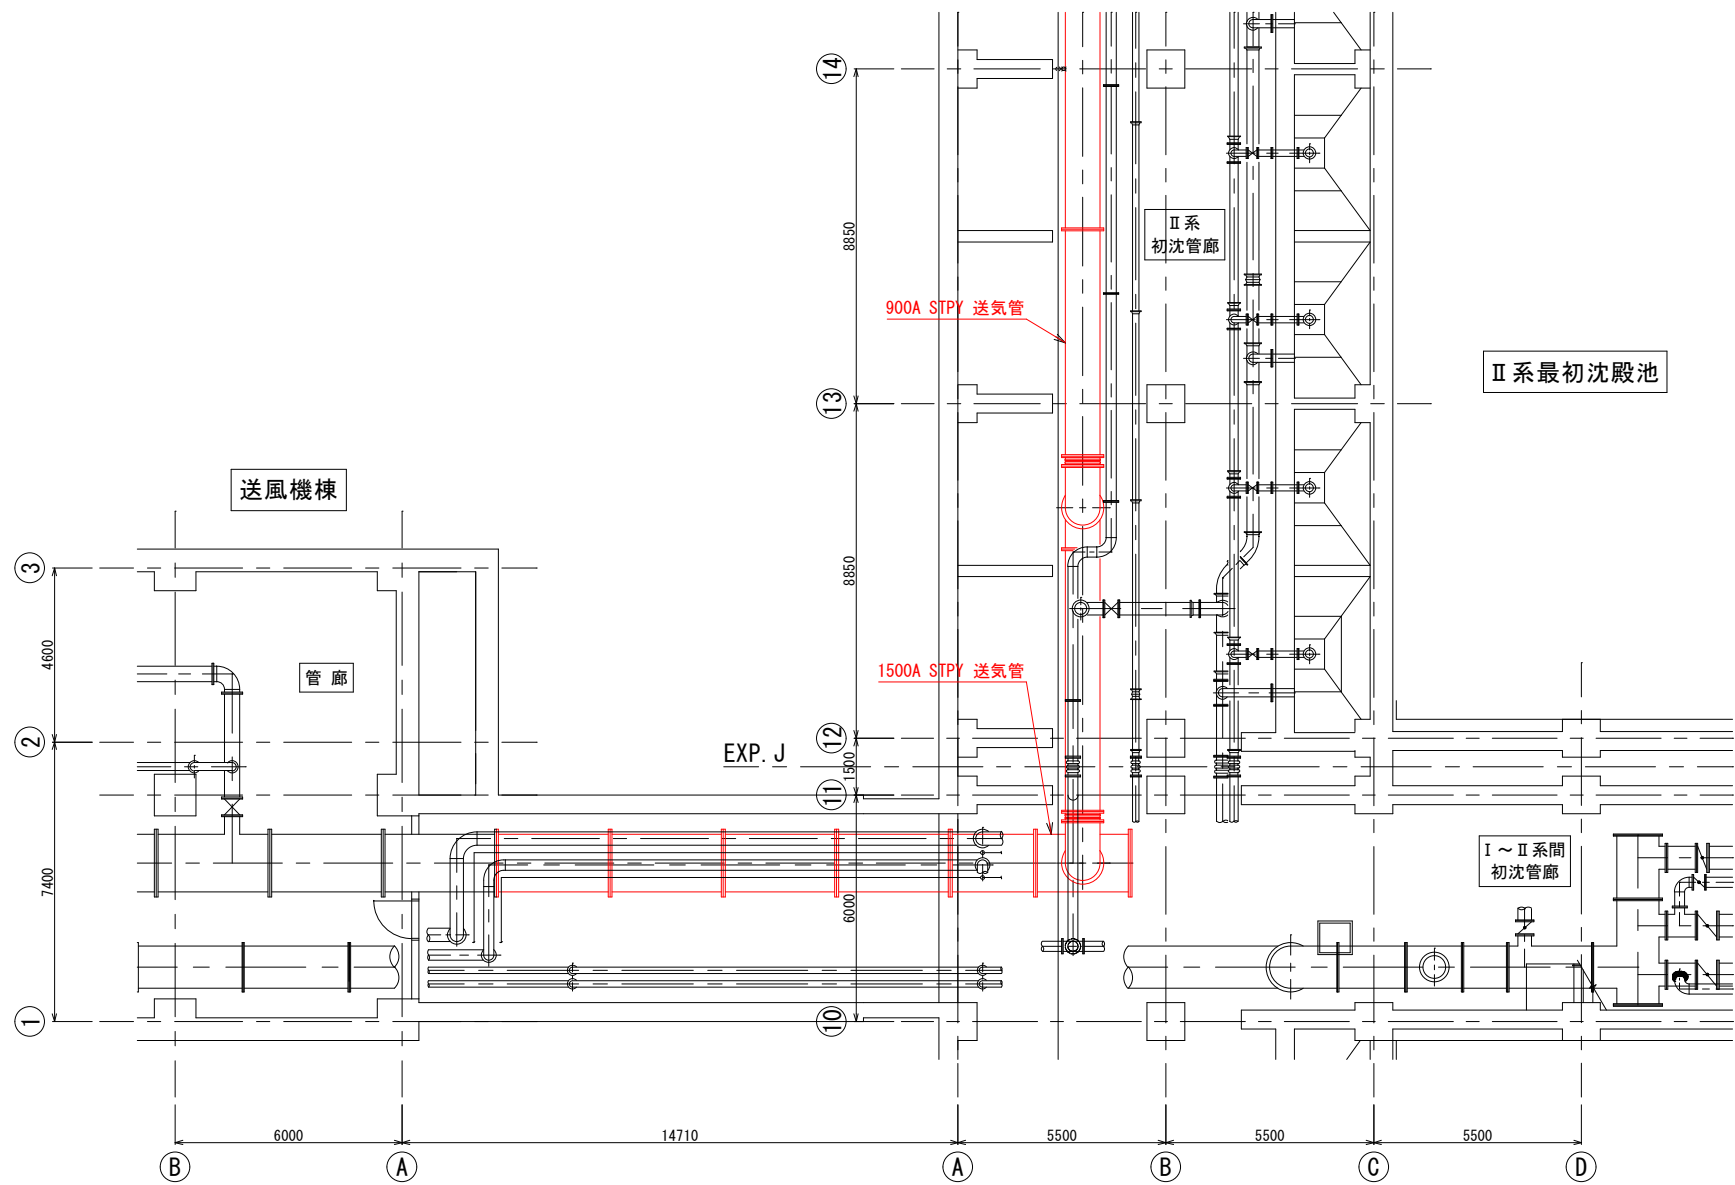 14
8850
Ⅱ系
初沈管廊
900A STPY 送気管
Ⅱ系最初沈殿池
13
送風機棟
3
8850
4600
管 廊
1500A STPY 送気管
2
12
EXP. J
1500
11
Ⅰ～Ⅱ系間
初沈管廊
7400
6000
1
10
6000
14710
5500
5500
5500
B
A
A
B
C
D